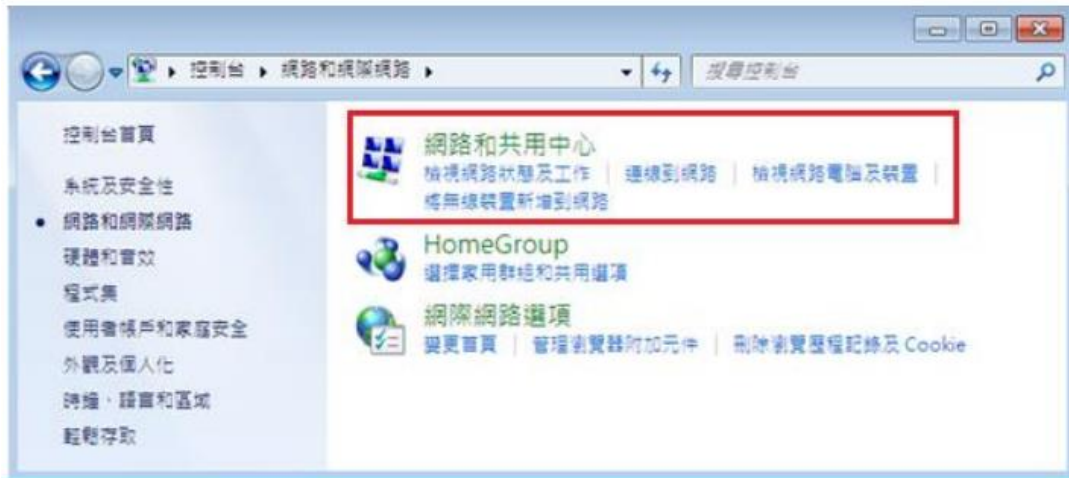 控制台 ▸ 網路和網際網路 ▸
搜尋控制台
控制台首頁
系統及安全性
網路和網際網路
硬體和音效
程式集
使用者帳戶和家庭安全
外觀及個人化
時鐘、語言和區域
輕鬆存取
網路和共用中心
檢視網路狀態及工作 | 連線到網路 | 檢視網路電腦及裝置 |
將無線裝置新增到網路
HomeGroup
選擇家用群組和共用選項
網際網路選項
變更首頁 | 管理瀏覽器附加元件 | 刪除瀏覽歷程記錄及 Cookie